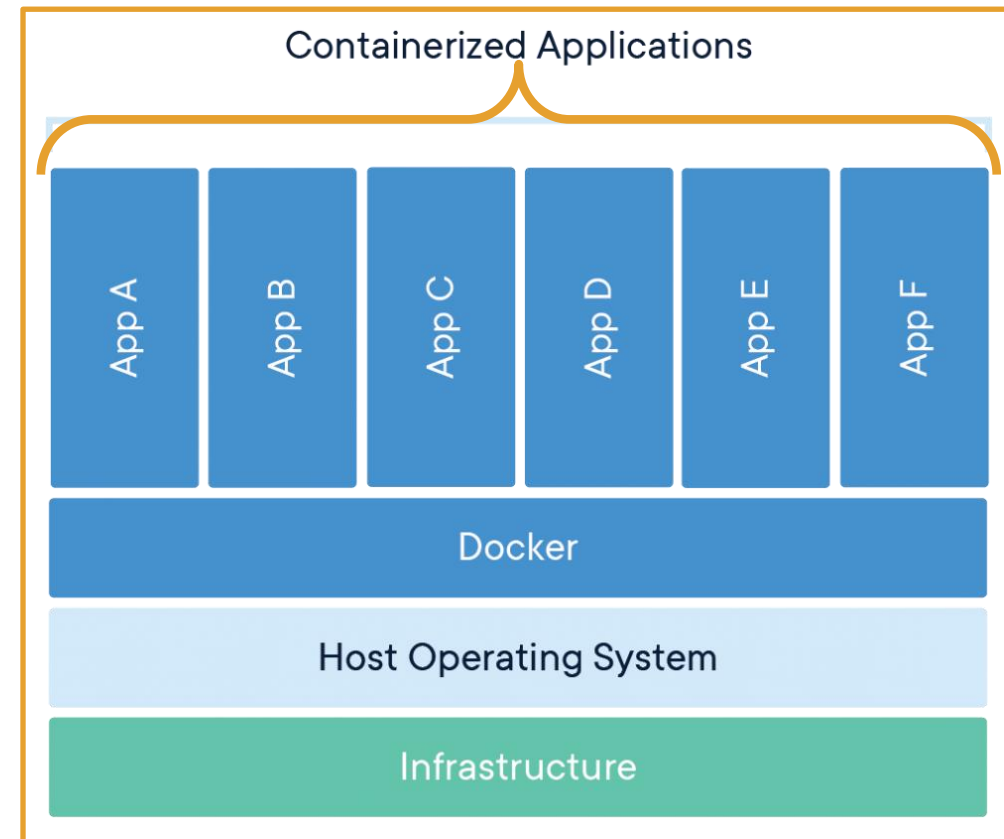 Containerized Applications
App A
App B
App C
App D
App E
App F
Docker
Host Operating System
Infrastructure